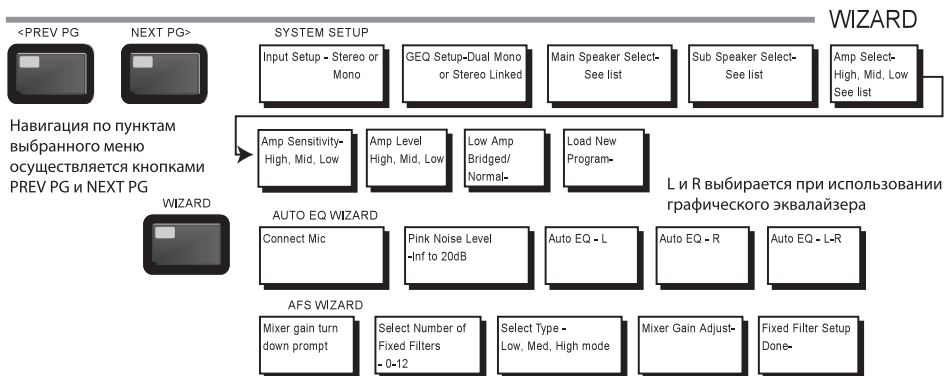 WIZARD
<PREV PG
NEXT PG>
SYSTEM SETUP
Input Setup - Stereo or
Mono
GEQ Setup-Dual Mono
or Stereo Linked
Main Speaker Select-
See list
Sub Speaker Select-
See list
Amp Select-
High, Mid, Low
See list
Навигация по пунктам
выбранного меню
осуществляется кнопками
PREV PG и NEXT PG
Amp Sensitivity-
High, Mid, Low
Amp Level
High, Mid, Low
Low Amp
Bridged/
Normal-
Load New
Program-
L и R выбирается при использовании
графического эквалайзера
WIZARD
AUTO EQ WIZARD
Connect Mic
Pink Noise Level
-Inf to 20dB
Auto EQ - L
Auto EQ - R
Auto EQ - L-R
AFS WIZARD
Mixer gain turn
down prompt
Select Number of
Fixed Filters
- 0-12
Select Type -
Low, Med, High mode
Mixer Gain Adjust-
Fixed Filter Setup
Done-